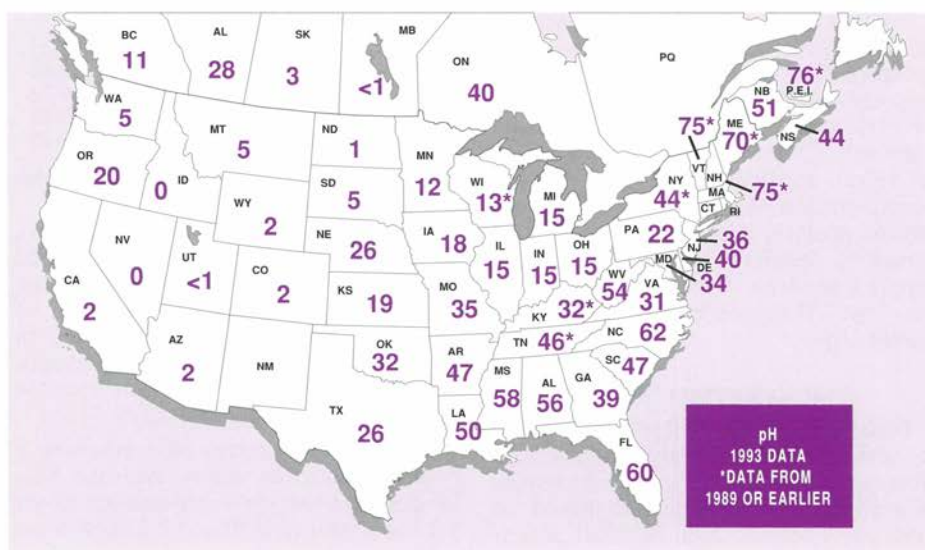 BC
11
AL
28
SK
3
MB
<1
ON
40
PQ
76*
P.E.I.
NB
51
NS
44
ME
70*
75*
VT
NH
75*
MA
CT
RI
WA
5
MT
5
ND
1
MN
12
OR
20
ID
0
WY
2
SD
5
WI
13*
MI
15
NY
44*
NE
26
IA
18
IL
15
IN
15
OH
15
PA
22
NJ
36
40
MD
DE
34
NV
0
UT
<1
CO
2
KS
19
MO
35
KY
32*
WV
54
VA
31
CA
2
AZ
2
NM
OK
32
AR
47
TN
46*
NC
62
SC
47
MS
58
AL
56
GA
39
TX
26
LA
50
FL
60
pH
1993 DATA
*DATA FROM
1989 OR EARLIER